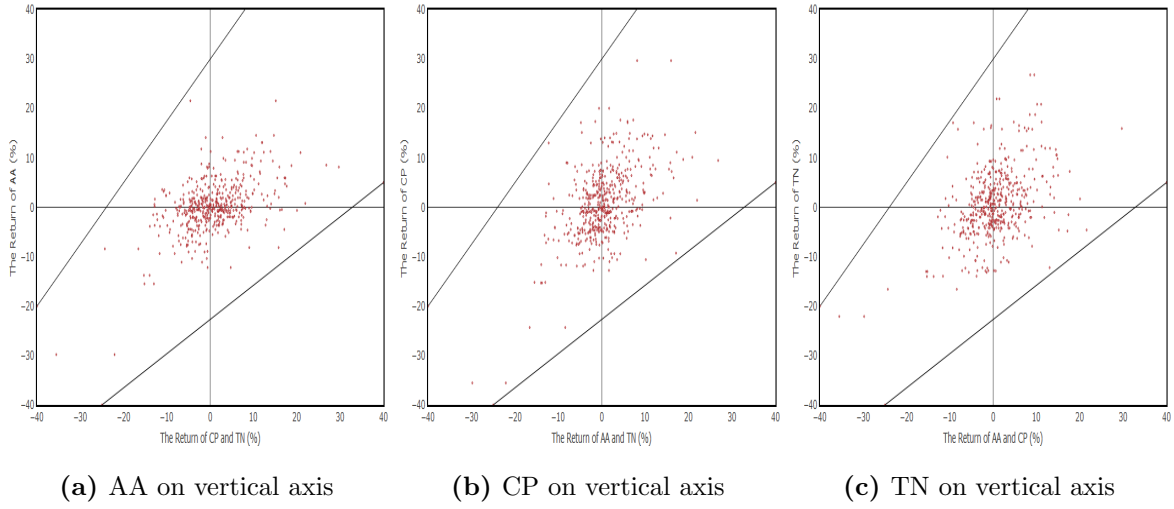 40
30
20
10
0
−10
−20
−30
−40
−40 −30 −20 −10 0 10 20 30 40
The Return of AA (%)
The Return of CP and TN (%)
(a) AA on vertical axis
40
30
20
10
0
−10
−20
−30
−40
−40 −30 −20 −10 0 10 20 30 40
The Return of CP (%)
The Return of AA and TN (%)
(b) CP on vertical axis
40
30
20
10
0
−10
−20
−30
−40
−40 −30 −20 −10 0 10 20 30 40
The Return of TN (%)
The Return of AA and CP (%)
(c) TN on vertical axis